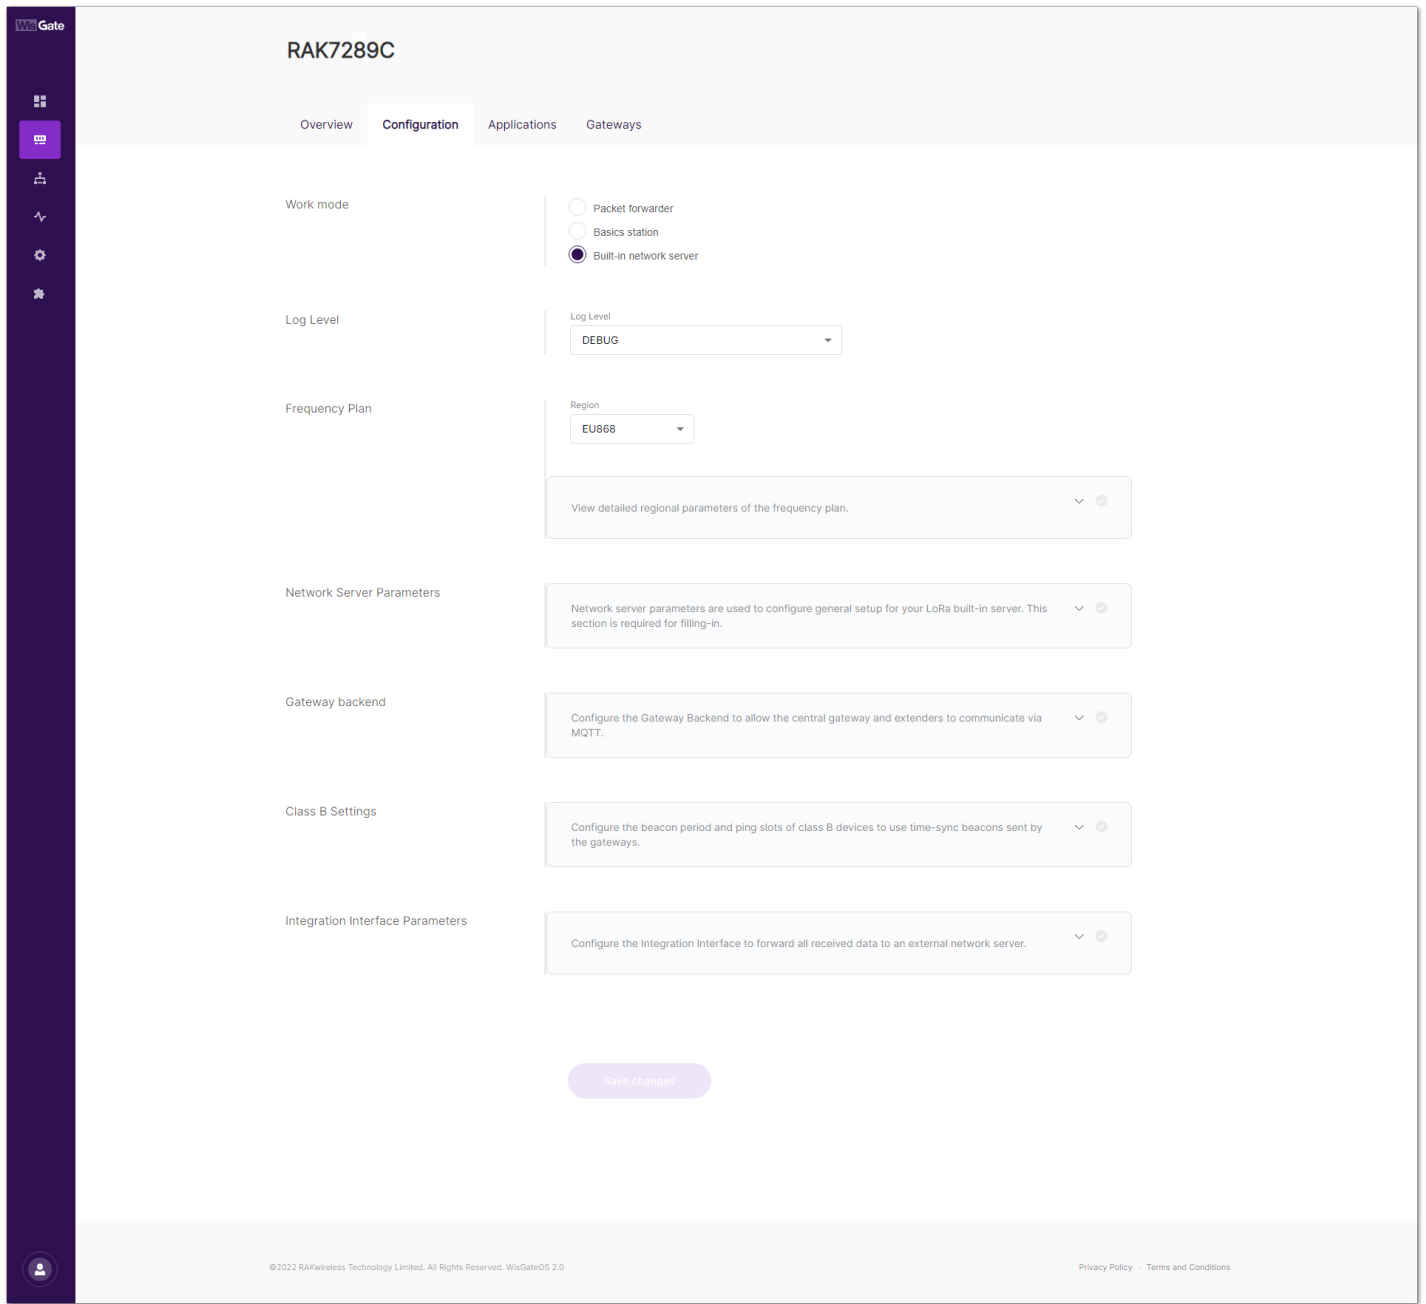 WisGate
RAK7289C
Overview
Configuration
Applications
Gateways
Work mode
Packet forwarder
Basics station
Built-in network server
Log Level
Log Level
DEBUG
Frequency Plan
Region
EU868
View detailed regional parameters of the frequency plan.
Network Server Parameters
Network server parameters are used to configure general setup for your LoRa built-in server. This
section is required for filling-in.
Gateway backend
Configure the Gateway Backend to allow the central gateway and extenders to communicate via
MQTT.
Class B Settings
Configure the beacon period and ping slots of class B devices to use time-sync beacons sent by
the gateways.
Integration Interface Parameters
Configure the Integration Interface to forward all received data to an external network server.
Save changes
©2022 RAKwireless Technology Limited. All Rights Reserved. WisGateOS 2.0
Privacy Policy - Terms and Conditions